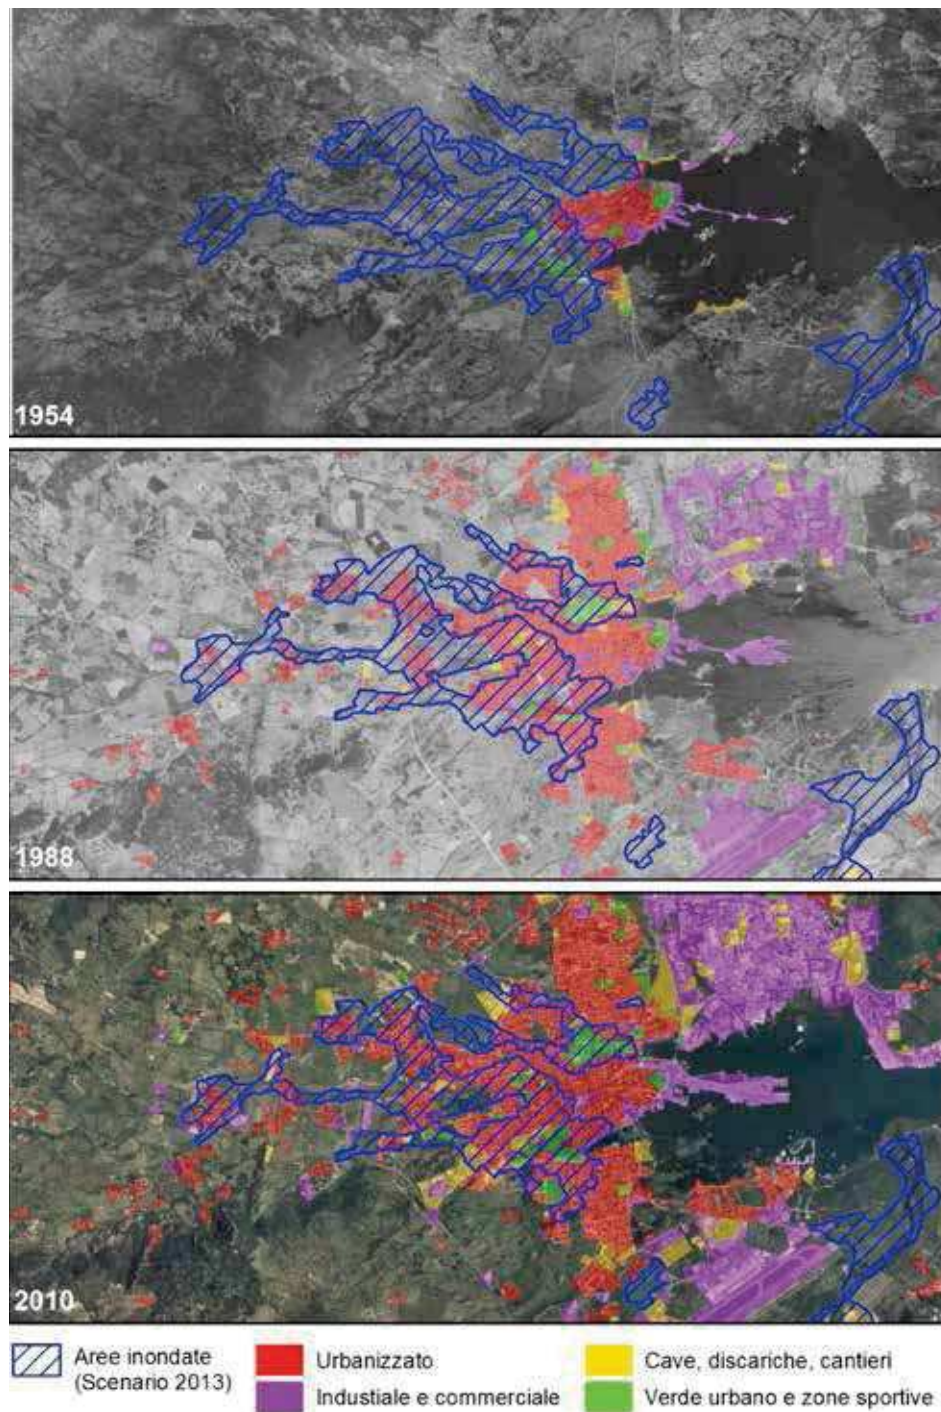 1954
1988
2010
Aree inondate
(Scenario 2013)
Urbanizzato
Industiale e commerciale
Cave, discariche, cantieri
Verde urbano e zone sportive